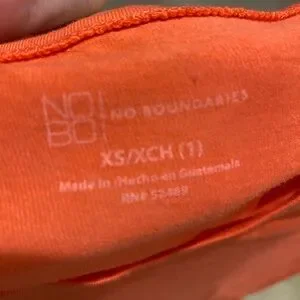 NO
BO
NO BOUNDARIES
XS/XCH (1)
Made in /Hecho en Guatemala
RN#